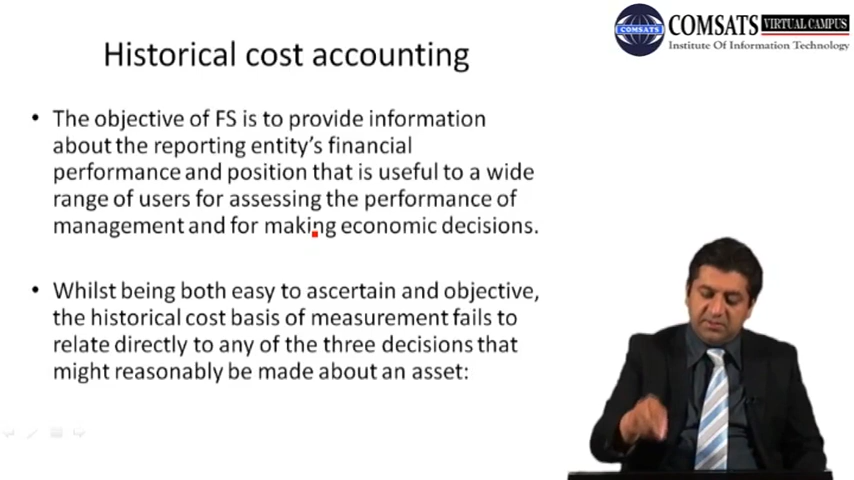 COMSATS VIRTUAL CAMPUS
COMSATS
Institute Of Information Technology
Historical cost accounting
• The objective of FS is to provide information
about the reporting entity's financial
performance and position that is useful to a wide
range of users for assessing the performance of
management and for making economic decisions.
• Whilst being both easy to ascertain and objective,
the historical cost basis of measurement fails to
relate directly to any of the three decisions that
might reasonably be made about an asset: